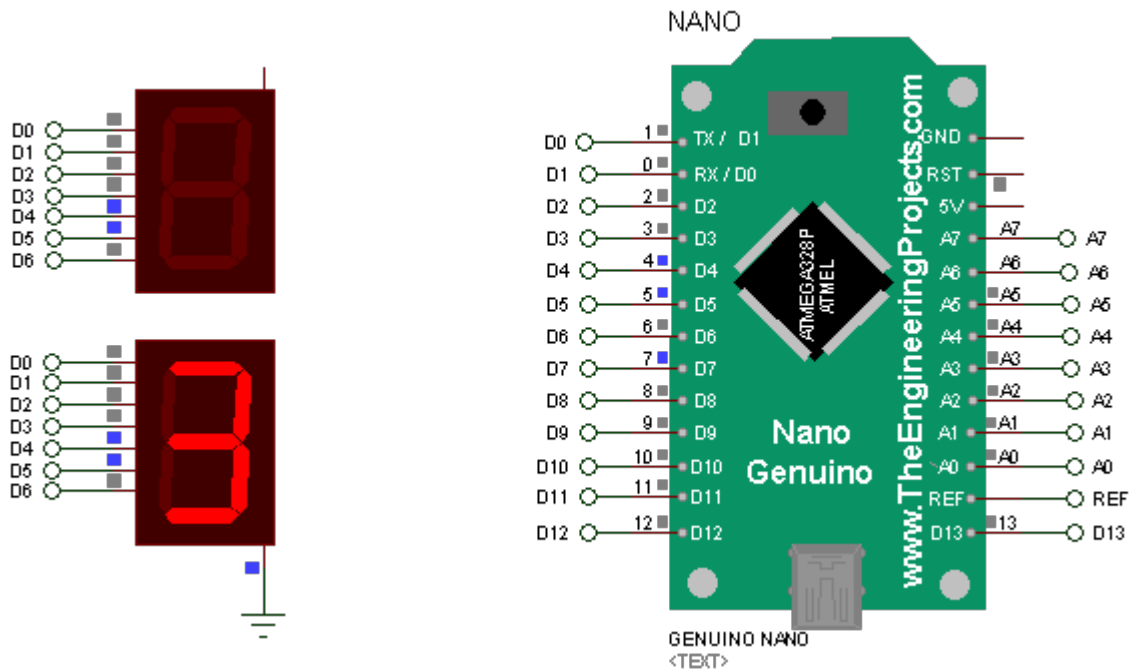 NANO
D0
D1
D2
D3
D4
D5
D6
D0
D1
D2
D3
D4
D5
D6
D0 1 TX / D1
D1 0 RX / D0
D2 2 D2
D3 3 D3
D4 4 D4
D5 5 D5
D6 6 D6
D7 7 D7
D8 8 D8
D9 9 D9
D10 10 D10
D11 11 D11
D12 12 D12
ATMEGA328P
ATMEL
Nano
Genuino
www.TheEngineeringProjects.com
GND
RST
5V
A7 A7 A7
A6 A6 A6
A5 A5 A5
A4 A4 A4
A3 A3 A3
A2 A2 A2
A1 A1 A1
A0 A0 A0
REF REF
D13 13 D13
GENUINO NANO
<TEXT>